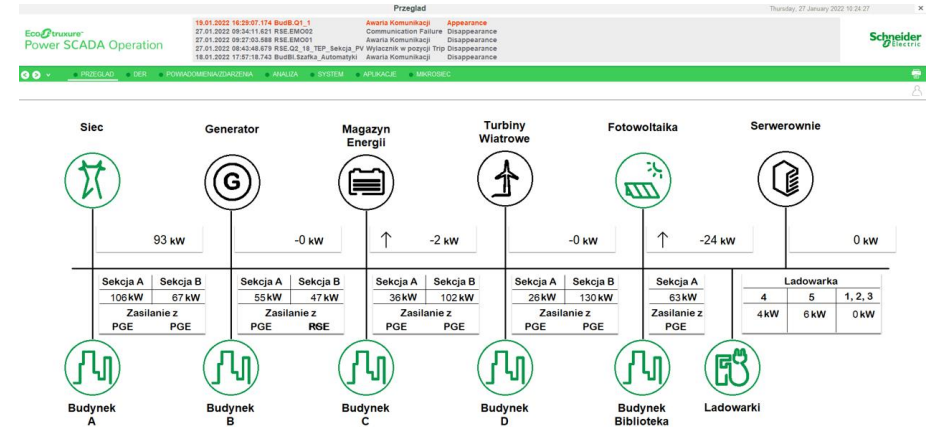 Przeglad
Thursday, 27 January 2022 10:24:27
×
EcoStruxure™
Power SCADA Operation
19.01.2022 16:29:07.174 BudB.Q1_1 Awaria Komunikacji Appearance
27.01.2022 09:34:11.621 RSE.EMO02 Communication Failure Disappearance
27.01.2022 09:27:03.588 RSE.EMO01 Awaria Komunikacji Disappearance
27.01.2022 08:43:48.679 RSE.Q2_18_TEP_Sekcja_PV Wylacznik w pozycji Trip Disappearance
18.01.2022 17:57:18.743 BudBI.Szafka_Automatyki Awaria Komunikacji Disappearance
Schneider
Electric
PRZEGLAD DER POWIADOMIENIA/ZDARZENIA ANALIZA SYSTEM APLIKACJE MIKROSIEC
Siec Generator Magazyn Energii Turbiny Wiatrowe Fotowoltaika Serwerownie
G
93 kW -0 kW ↑ -2 kW -0 kW ↑ -24 kW 0 kW
Sekcja A Sekcja B Sekcja A Sekcja B Sekcja A Sekcja B Sekcja A Sekcja B Sekcja A Ladowarka
106 kW 67 kW 55 kW 47 kW 36 kW 102 kW 26 kW 130 kW 63 kW 4 5 1, 2, 3
Zasilanie z Zasilanie z Zasilanie z Zasilanie z Zasilanie z 4 kW 6 kW 0 kW
PGE PGE PGE PGE PGE PGE PGE PGE
Budynek A Budynek B Budynek C Budynek D Budynek Biblioteka Ladowarki